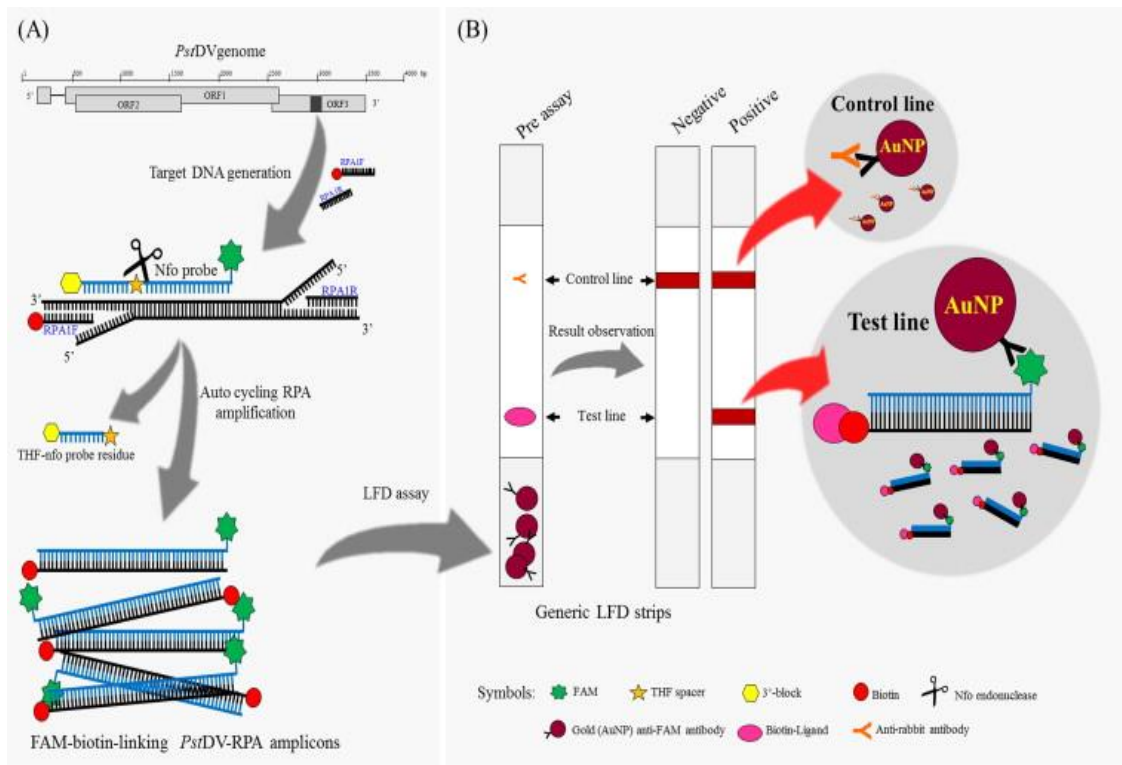 (A)
PstDVgenome
1
500
1000
1500
2000
2500
3000
3500
4000 bp
5'
ORF1
ORF2
ORF3
3'
Target DNA generation
RPA1F
RPA1R
Nfo probe
5'
3'
RPA1R
RPA1F
3'
5'
Auto cycling RPA
amplification
THF-nfo probe residue
LFD assay
FAM-biotin-linking PstDV-RPA amplicons
(B)
Pre assay
Negative
Positive
Control line
AuNP
AuNP
AuNP
AuNP
Control line
Result observation
Test line
Test line
AuNP
Generic LFD strips
Symbols:
FAM
THF spacer
3'-block
Biotin
Nfo endonuclease
Gold (AuNP) anti-FAM antibody
Biotin-Ligand
Anti-rabbit antibody